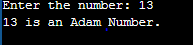 Enter the number: 13
13 is an Adam Number.